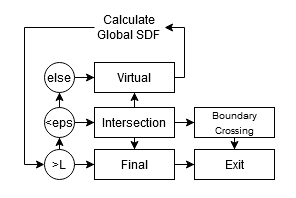 Calculate
Global SDF
else
Virtual
<eps
Intersection
Boundary
Crossing
>L
Final
Exit